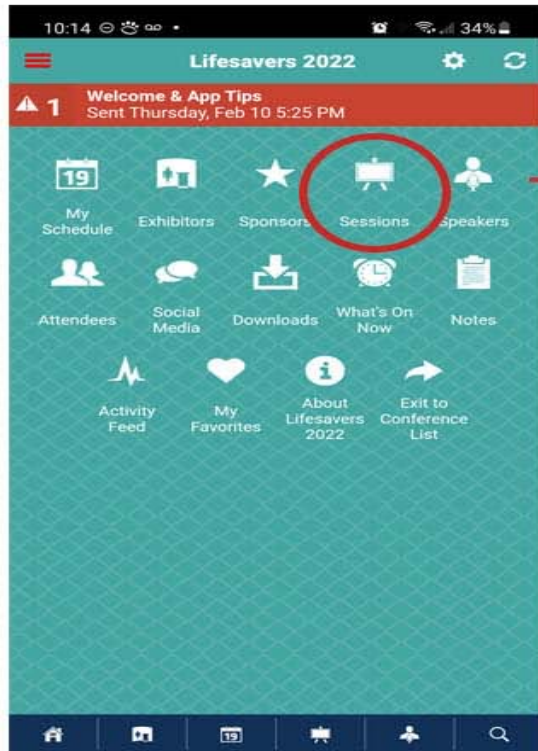 10:14
34%
Lifesavers 2022
1
Welcome & App Tips
Sent Thursday, Feb 10 5:25 PM
19
My
Schedule
Exhibitors
Sponsors
Sessions
Speakers
Attendees
Social
Media
Downloads
What's On
Now
Notes
Activity
Feed
My
Favorites
About
Lifesavers
2022
Exit to
Conference
List
19